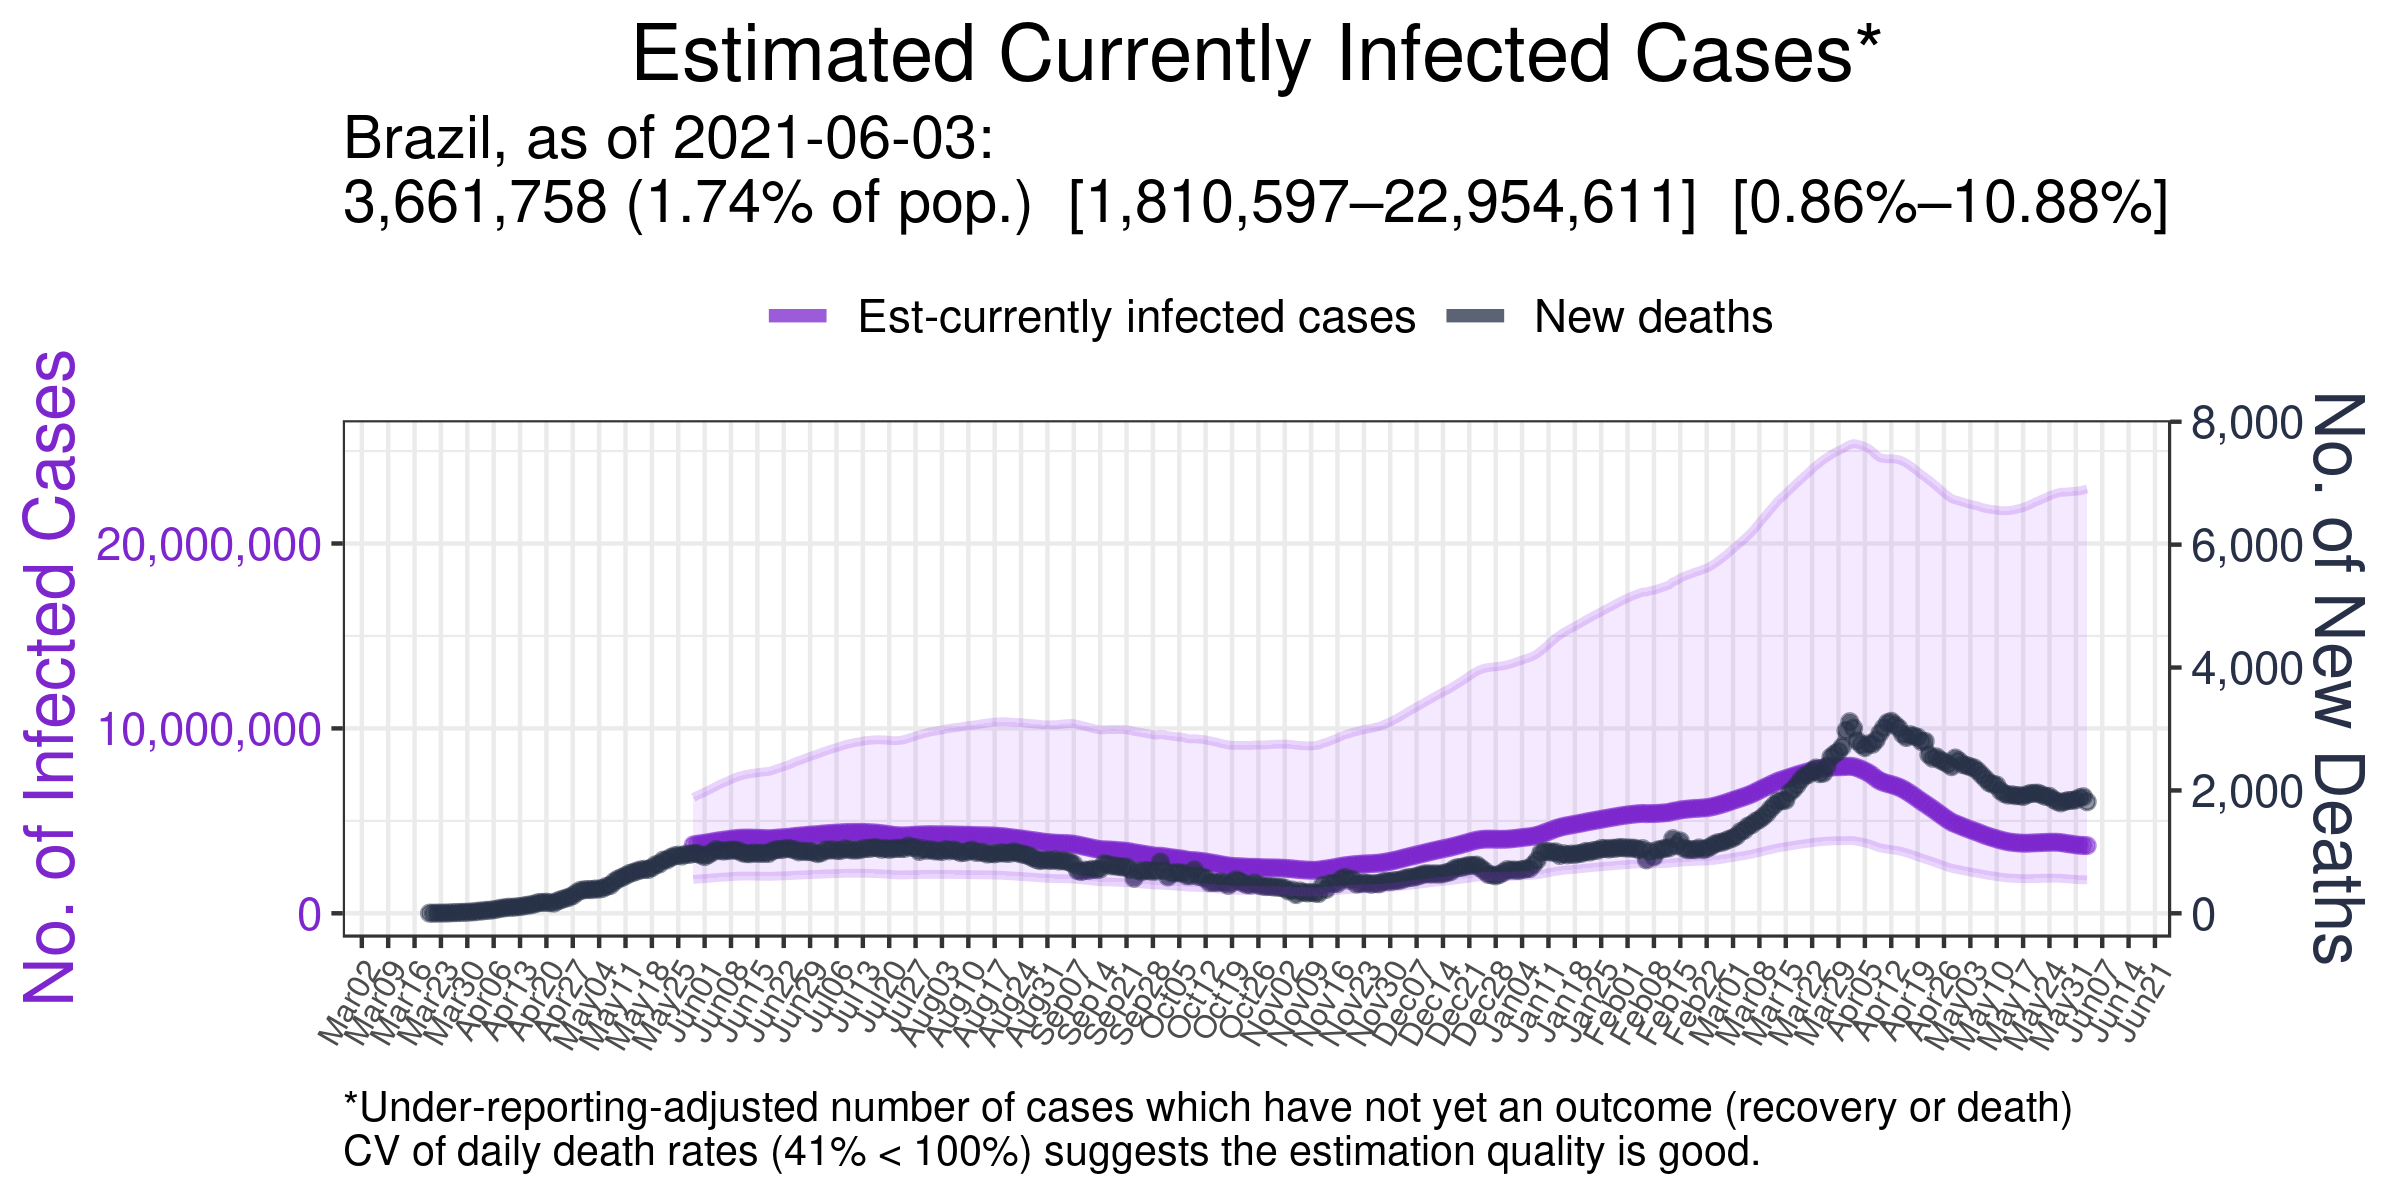 Estimated Currently Infected Cases*
Brazil, as of 2021-06-03:
3,661,758 (1.74% of pop.) [1,810,597–22,954,611] [0.86%–10.88%]
Est-currently infected cases
New deaths
No. of Infected Cases
20,000,000
10,000,000
0
8,000
6,000
4,000
2,000
0
No. of New Deaths
Mar02
Mar09
Mar16
Mar23
Mar30
Apr06
Apr13
Apr20
Apr27
May04
May11
May18
May25
Jun01
Jun08
Jun15
Jun22
Jun29
Jul06
Jul13
Jul20
Jul27
Aug03
Aug10
Aug17
Aug24
Aug31
Sep07
Sep14
Sep21
Sep28
Oct05
Oct12
Oct19
Oct26
Nov02
Nov09
Nov16
Nov23
Nov30
Dec07
Dec14
Dec21
Dec28
Jan04
Jan11
Jan18
Jan25
Feb01
Feb08
Feb15
Feb22
Mar01
Mar08
Mar15
Mar22
Mar29
Apr05
Apr12
Apr19
Apr26
May03
May10
May17
May24
May31
Jun07
Jun14
Jun21
*Under-reporting-adjusted number of cases which have not yet an outcome (recovery or death)
CV of daily death rates (41% < 100%) suggests the estimation quality is good.